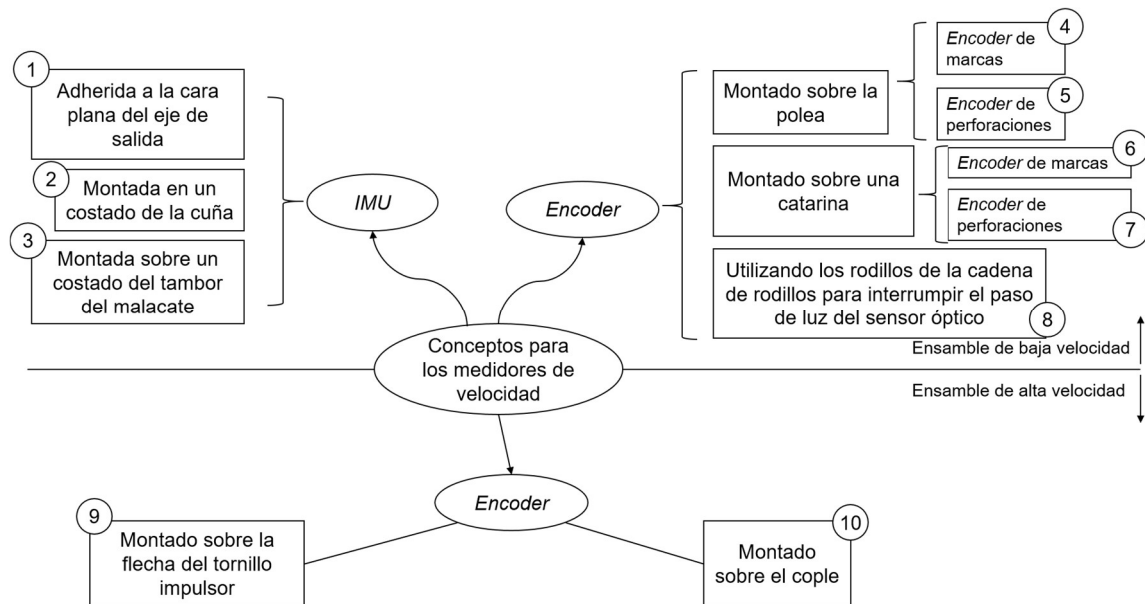 1
Adherida a la cara
plana del eje de
salida
2
Montada en un
costado de la cuña
3
Montada sobre un
costado del tambor
del malacate
IMU
Encoder
Montado sobre la
polea
4
Encoder de
marcas
5
Encoder de
perforaciones
Montado sobre una
catarina
6
Encoder de marcas
Encoder de
perforaciones
7
Utilizando los rodillos de la cadena
de rodillos para interrumpir el paso
de luz del sensor óptico
8
Conceptos para
los medidores de
velocidad
Ensamble de baja velocidad
Ensamble de alta velocidad
Encoder
9
Montado sobre la
flecha del tornillo
impulsor
10
Montado
sobre el cople